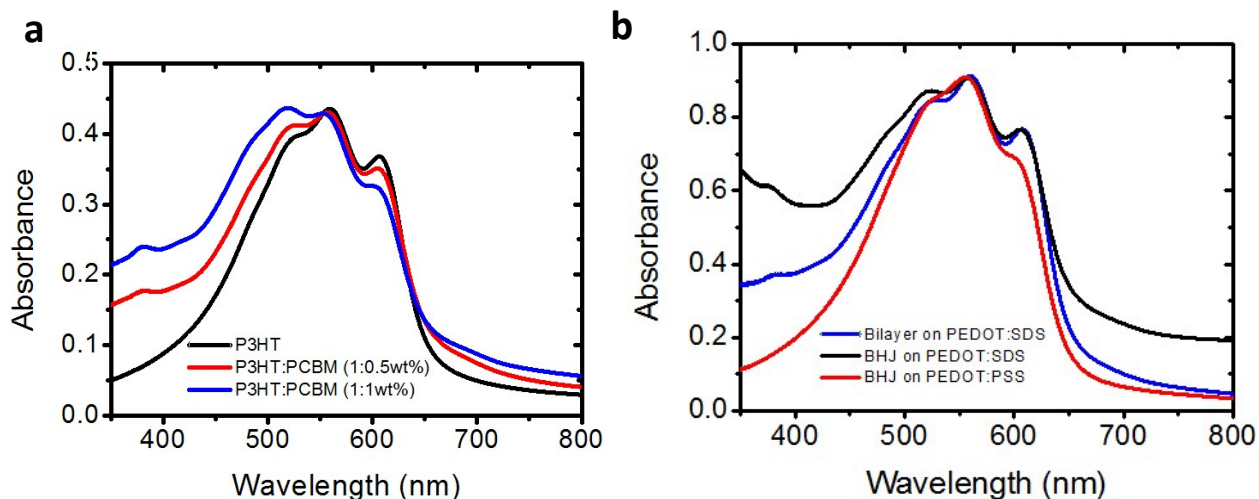 a
0.5
0.4
0.3
0.2
0.1
0.0
Absorbance
P3HT
P3HT:PCBM (1:0.5wt%)
P3HT:PCBM (1:1wt%)
400 500 600 700 800
Wavelength (nm)
b
1.0
0.8
0.6
0.4
0.2
0.0
Absorbance
Bilayer on PEDOT:SDS
BHJ on PEDOT:SDS
BHJ on PEDOT:PSS
400 500 600 700 800
Wavelength (nm)